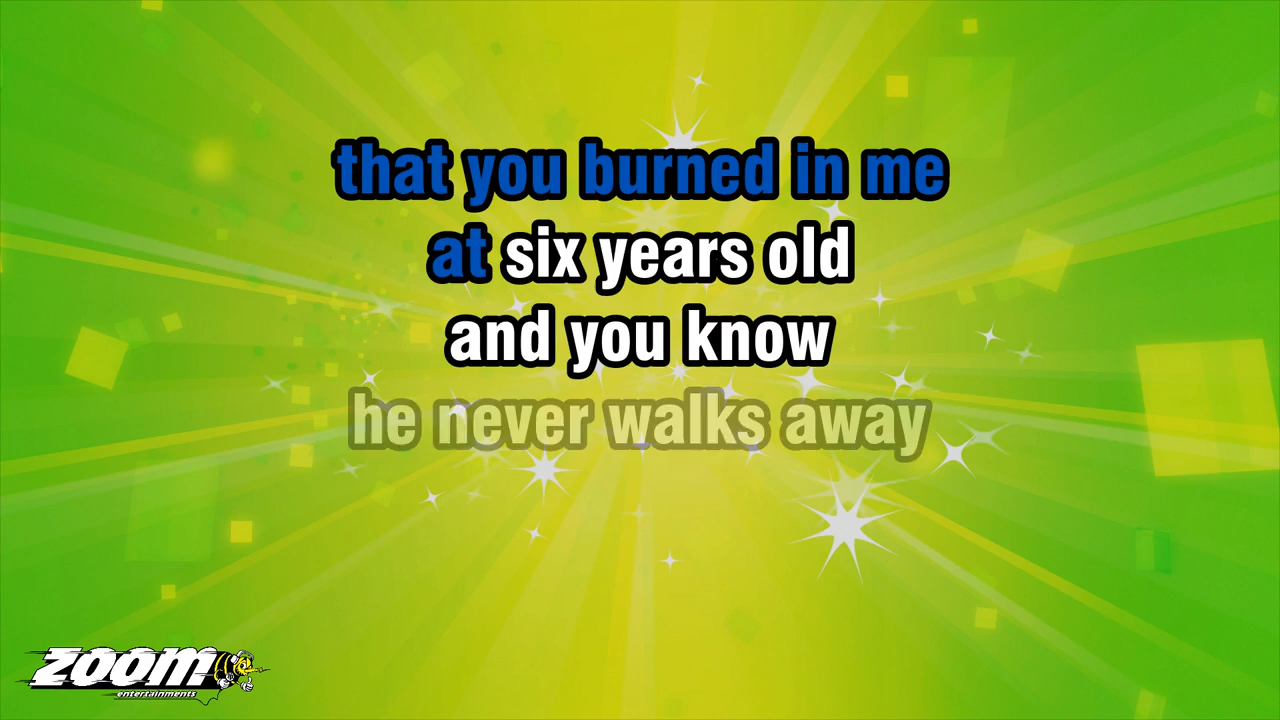 that you burned in me
at six years old
and you know
he never walks away
zoom
entertainments